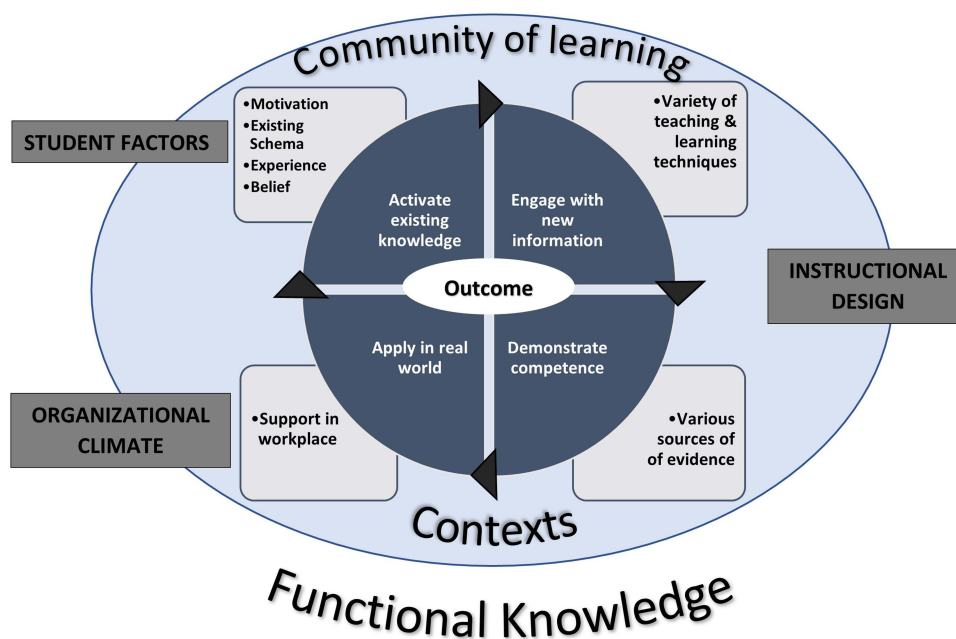 Community of learning
STUDENT FACTORS
•Motivation
•Existing
Schema
•Experience
•Belief
•Variety of
teaching &
learning
techniques
Activate
existing
knowledge
Engage with
new
information
Outcome
INSTRUCTIONAL
DESIGN
Apply in real
world
Demonstrate
competence
ORGANIZATIONAL
CLIMATE
•Support in
workplace
•Various
sources of
of evidence
Contexts
Functional Knowledge